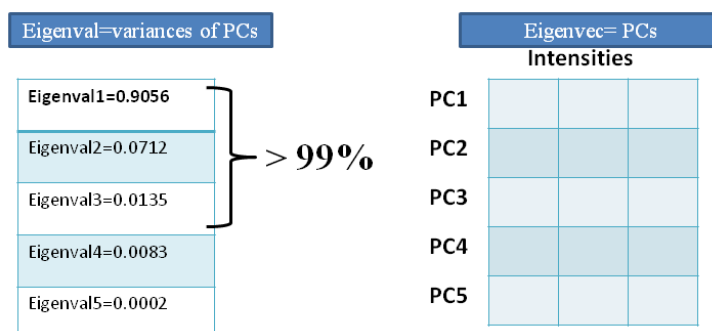 Eigenval=variances of PCs
Eigenval1=0.9056
Eigenval2=0.0712
Eigenval3=0.0135
Eigenval4=0.0083
Eigenval5=0.0002
> 99%
Eigenvec= PCs
Intensities
PC1
PC2
PC3
PC4
PC5